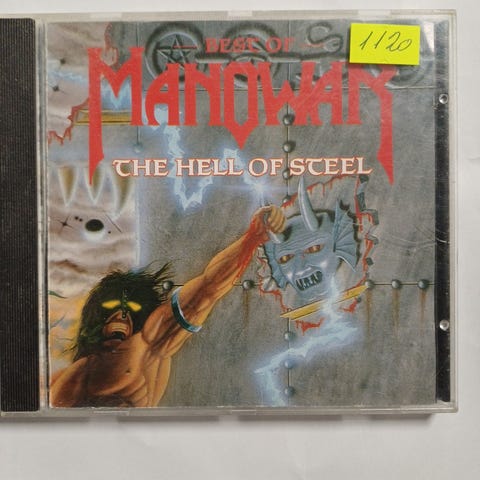 BEST OF
MANOWAR
THE HELL OF STEEL
1120